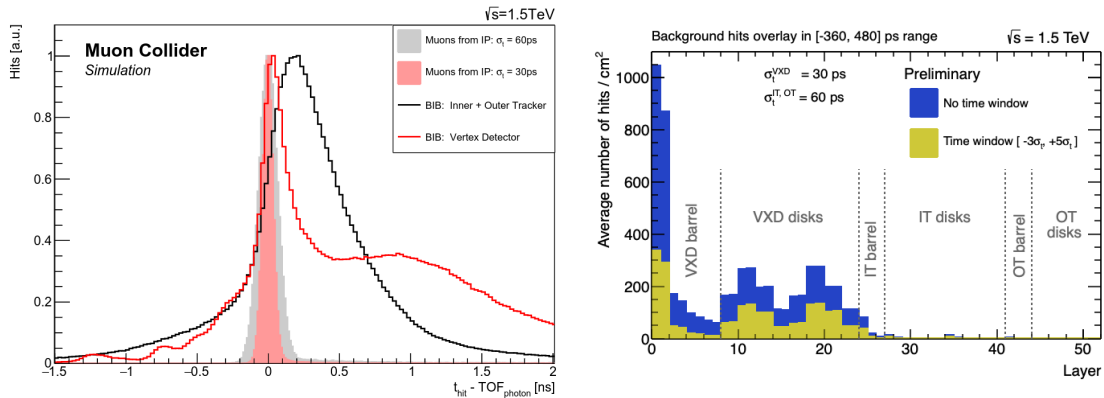 √s=1.5TeV
Hits [a.u.]
Muon Collider
Simulation
Muons from IP: σt = 60ps
Muons from IP: σt = 30ps
BIB: Inner + Outer Tracker
BIB: Vertex Detector
1
0.8
0.6
0.4
0.2
0
−1.5 −1 −0.5 0 0.5 1 1.5 2
thit - TOFphoton [ns]
Background hits overlay in [-360, 480] ps range
√s = 1.5 TeV
Average number of hits / cm²
σtVXD = 30 ps
σtIT, OT = 60 ps
Preliminary
No time window
Time window [ -3σt, +5σt ]
1000
800
600
400
200
0
VXD barrel
VXD disks
IT barrel
IT disks
OT barrel
OT
disks
0 10 20 30 40 50
Layer